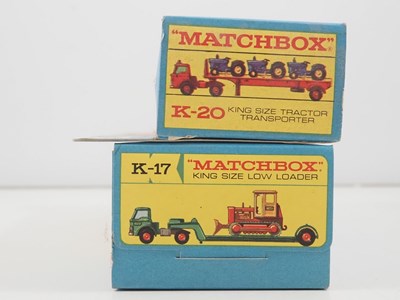 "MATCHBOX"
K-20 KING SIZE TRACTOR
TRANSPORTER
K-17 "MATCHBOX"
KING SIZE LOW LOADER